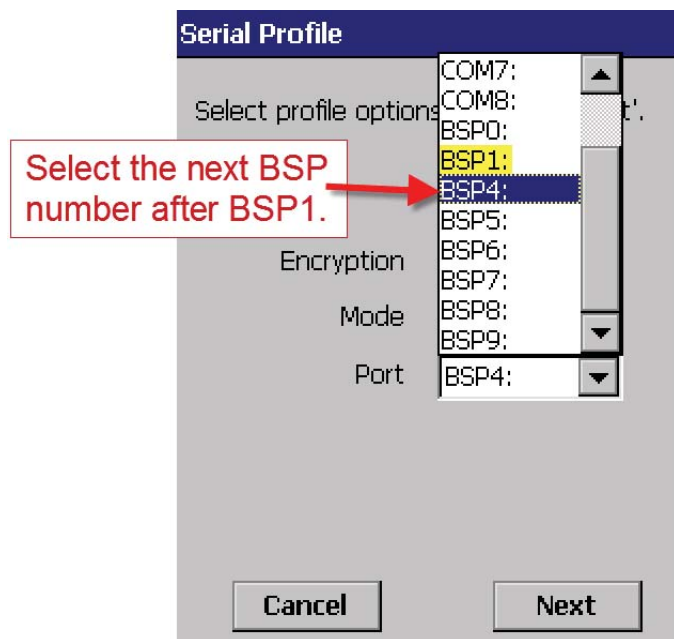 Serial Profile
COM7:
COM8:
Select profile options t'.
BSP0:
BSP1:
Select the next BSP
number after BSP1.
BSP4:
BSP5:
Encryption
BSP6:
BSP7:
Mode
BSP8:
BSP9:
Port
BSP4:
Cancel
Next